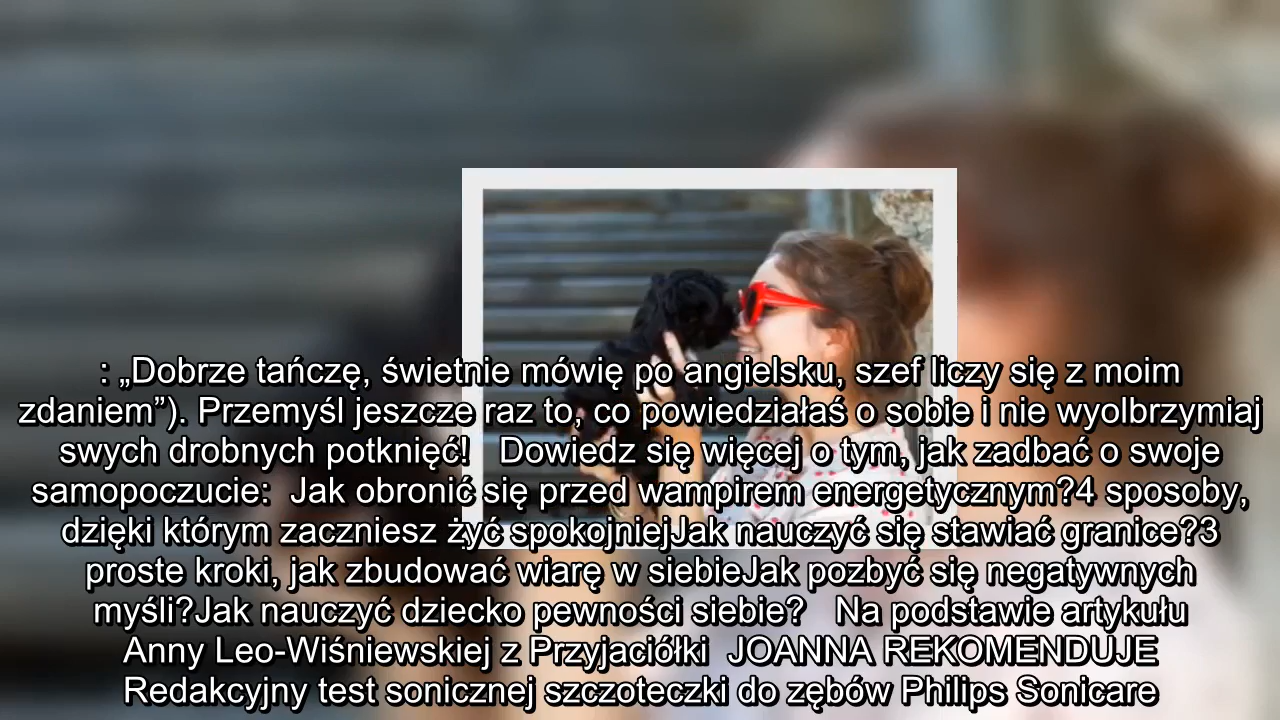 : „Dobrze tańczę, świetnie mówię po angielsku, szef liczy się z moim
zdaniem”). Przemyśl jeszcze raz to, co powiedziałaś o sobie i nie wyolbrzymiaj
swych drobnych potknięć!   Dowiedz się więcej o tym, jak zadbać o swoje
samopoczucie:  Jak obronić się przed wampirem energetycznym?4 sposoby,
dzięki którym zaczniesz żyć spokojniejJak nauczyć się stawiać granice?3
proste kroki, jak zbudować wiarę w siebieJak pozbyć się negatywnych
myśli?Jak nauczyć dziecko pewności siebie?   Na podstawie artykułu
Anny Leo-Wiśniewskiej z Przyjaciółki  JOANNA REKOMENDUJE
Redakcyjny test sonicznej szczoteczki do zębów Philips Sonicare